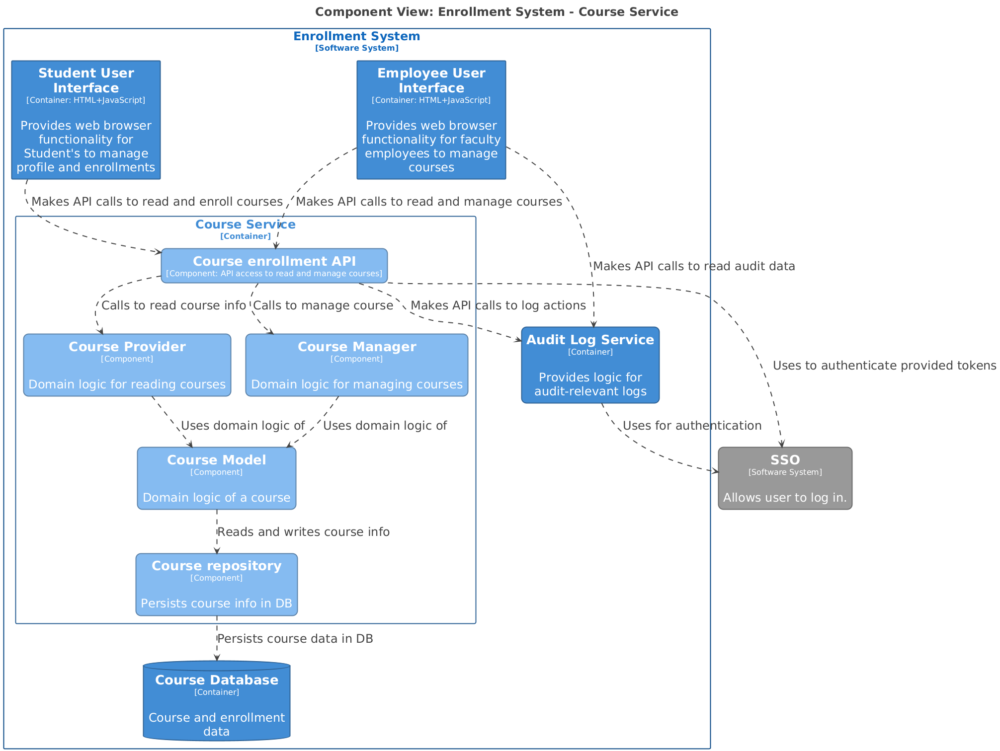 Component View: Enrollment System - Course Service
Enrollment System
[Software System]
Student User
Interface
[Container: HTML+JavaScript]
Provides web browser
functionality for
Student's to manage
profile and enrollments
Employee User
Interface
[Container: HTML+JavaScript]
Provides web browser
functionality for faculty
employees to manage
courses
Makes API calls to read and enroll courses
Makes API calls to read and manage courses
Course Service
[Container]
Course enrollment API
[Component: API access to read and manage courses]
Makes API calls to read audit data
Calls to read course info
Calls to manage course
Makes API calls to log actions
Course Provider
[Component]
Domain logic for reading courses
Course Manager
[Component]
Domain logic for managing courses
Audit Log Service
[Container]
Provides logic for
audit-relevant logs
Uses to authenticate provided tokens
Uses domain logic of
Uses domain logic of
Uses for authentication
Course Model
[Component]
Domain logic of a course
SSO
[Software System]
Allows user to log in.
Reads and writes course info
Course repository
[Component]
Persists course info in DB
Persists course data in DB
Course Database
[Container]
Course and enrollment
data